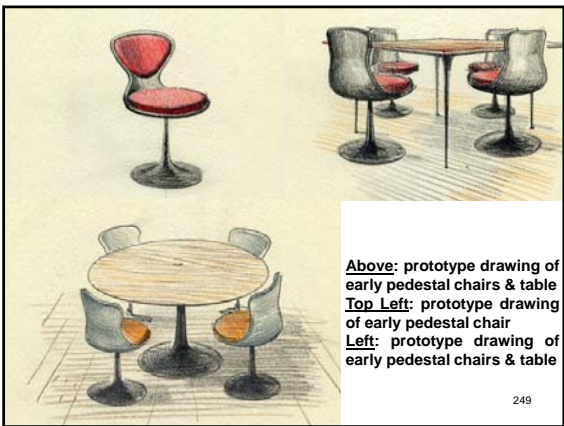 Above: prototype drawing of
early pedestal chairs & table
Top Left: prototype drawing
of early pedestal chair
Left: prototype drawing of
early pedestal chairs & table
249